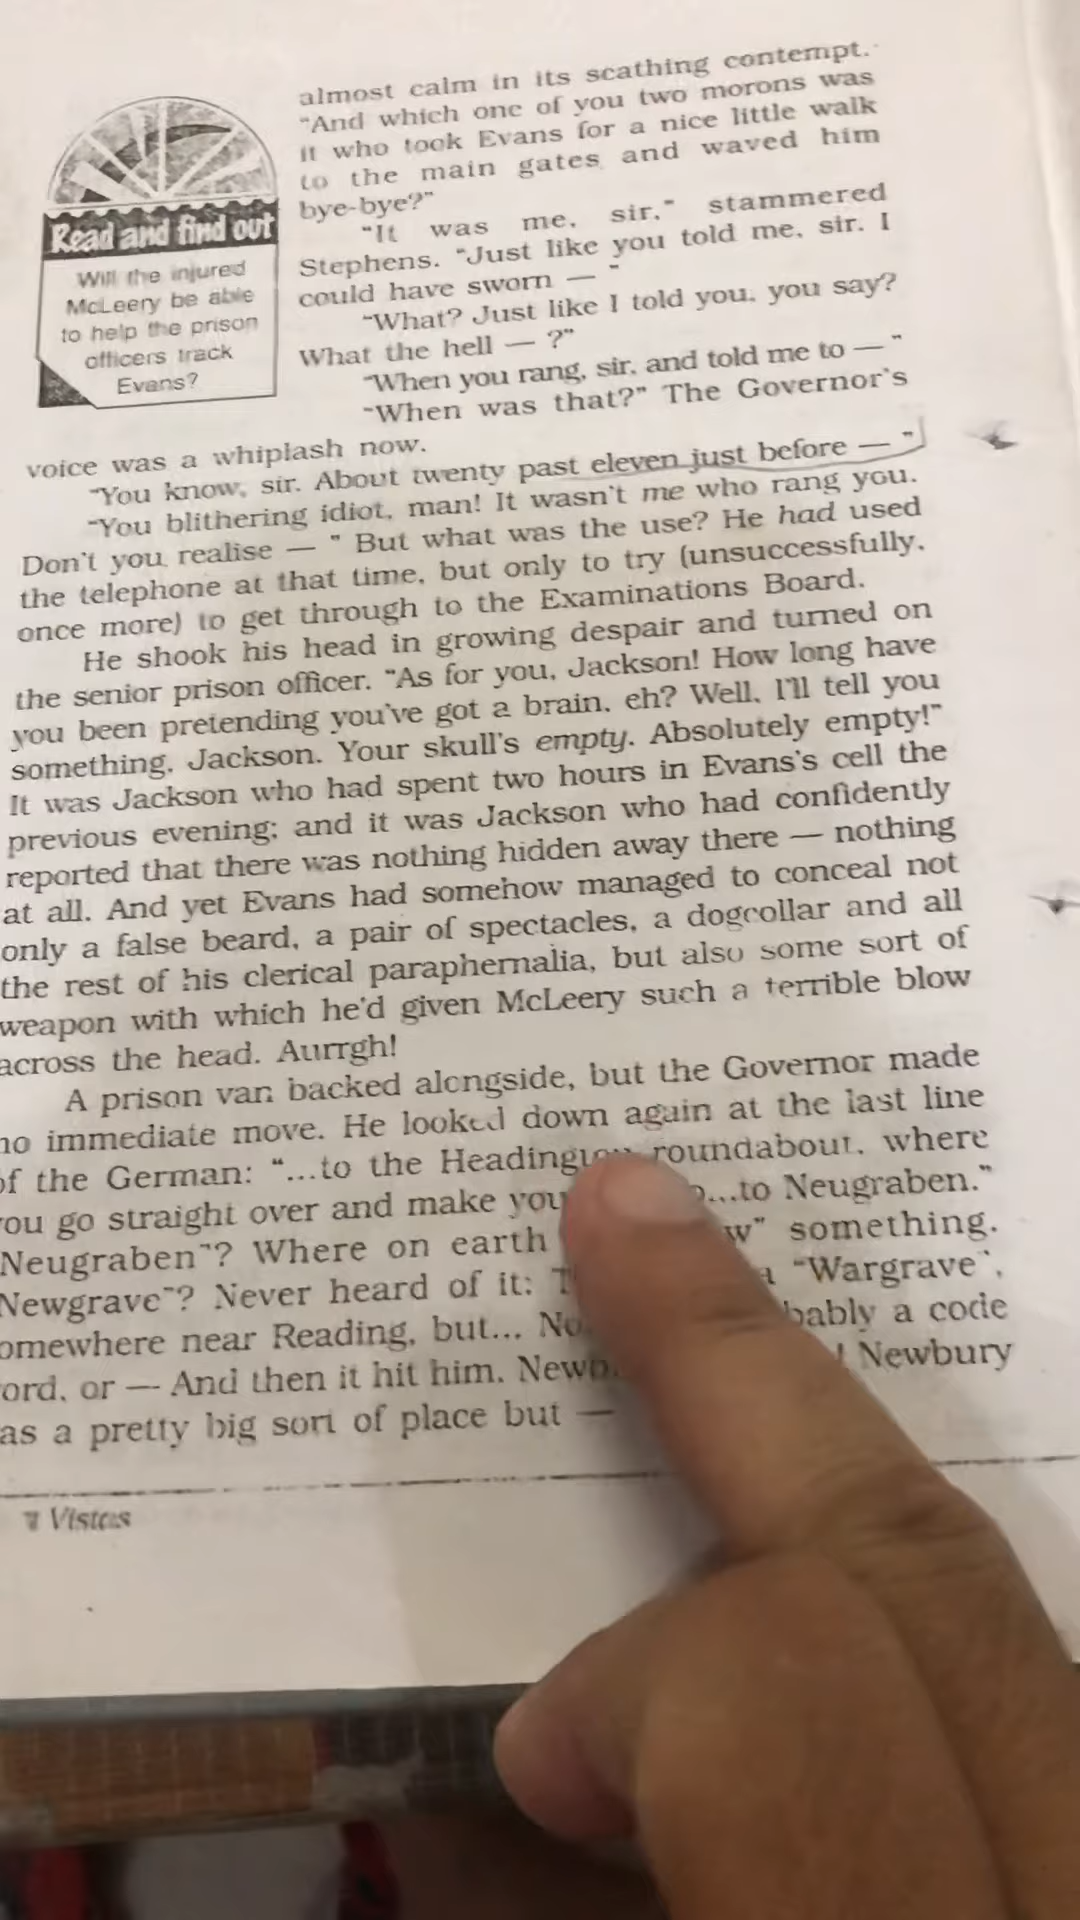 almost calm in its scathing contempt.
“And which one of you two morons was
it who took Evans for a nice little walk
to the main gates and waved him
bye-bye?”
“It was me, sir,” stammered
Stephens. “Just like you told me, sir. I
could have sworn — ”
“What? Just like I told you, you say?
What the hell — ?”
“When you rang, sir, and told me to — ”
“When was that?” The Governor’s
Read and find out
Will the injured
McLeery be able
to help the prison
officers track
Evans?
voice was a whiplash now.
“You know, sir. About twenty past eleven just before — ”
“You blithering idiot, man! It wasn’t me who rang you.
Don’t you realise — ” But what was the use? He had used
the telephone at that time, but only to try (unsuccessfully,
once more) to get through to the Examinations Board.
He shook his head in growing despair and turned on
the senior prison officer. “As for you, Jackson! How long have
you been pretending you’ve got a brain, eh? Well, I’ll tell you
something, Jackson. Your skull’s empty. Absolutely empty!”
It was Jackson who had spent two hours in Evans’s cell the
previous evening; and it was Jackson who had confidently
reported that there was nothing hidden away there — nothing
at all. And yet Evans had somehow managed to conceal not
only a false beard, a pair of spectacles, a dogcollar and all
the rest of his clerical paraphernalia, but also some sort of
weapon with which he’d given McLeery such a terrible blow
across the head. Aurrgh!
A prison van backed alongside, but the Governor made
no immediate move. He looked down again at the last line
of the German: “...to the Headington roundabout, where
you go straight over and make ...to Neugraben.”
Neugraben”? Where on earth something.
Newgrave”? Never heard of it: “Wargrave”,
omewhere near Reading, but... a code
ord, or — And then it hit him. Newbury
as a pretty big sort of place but —
Vistas